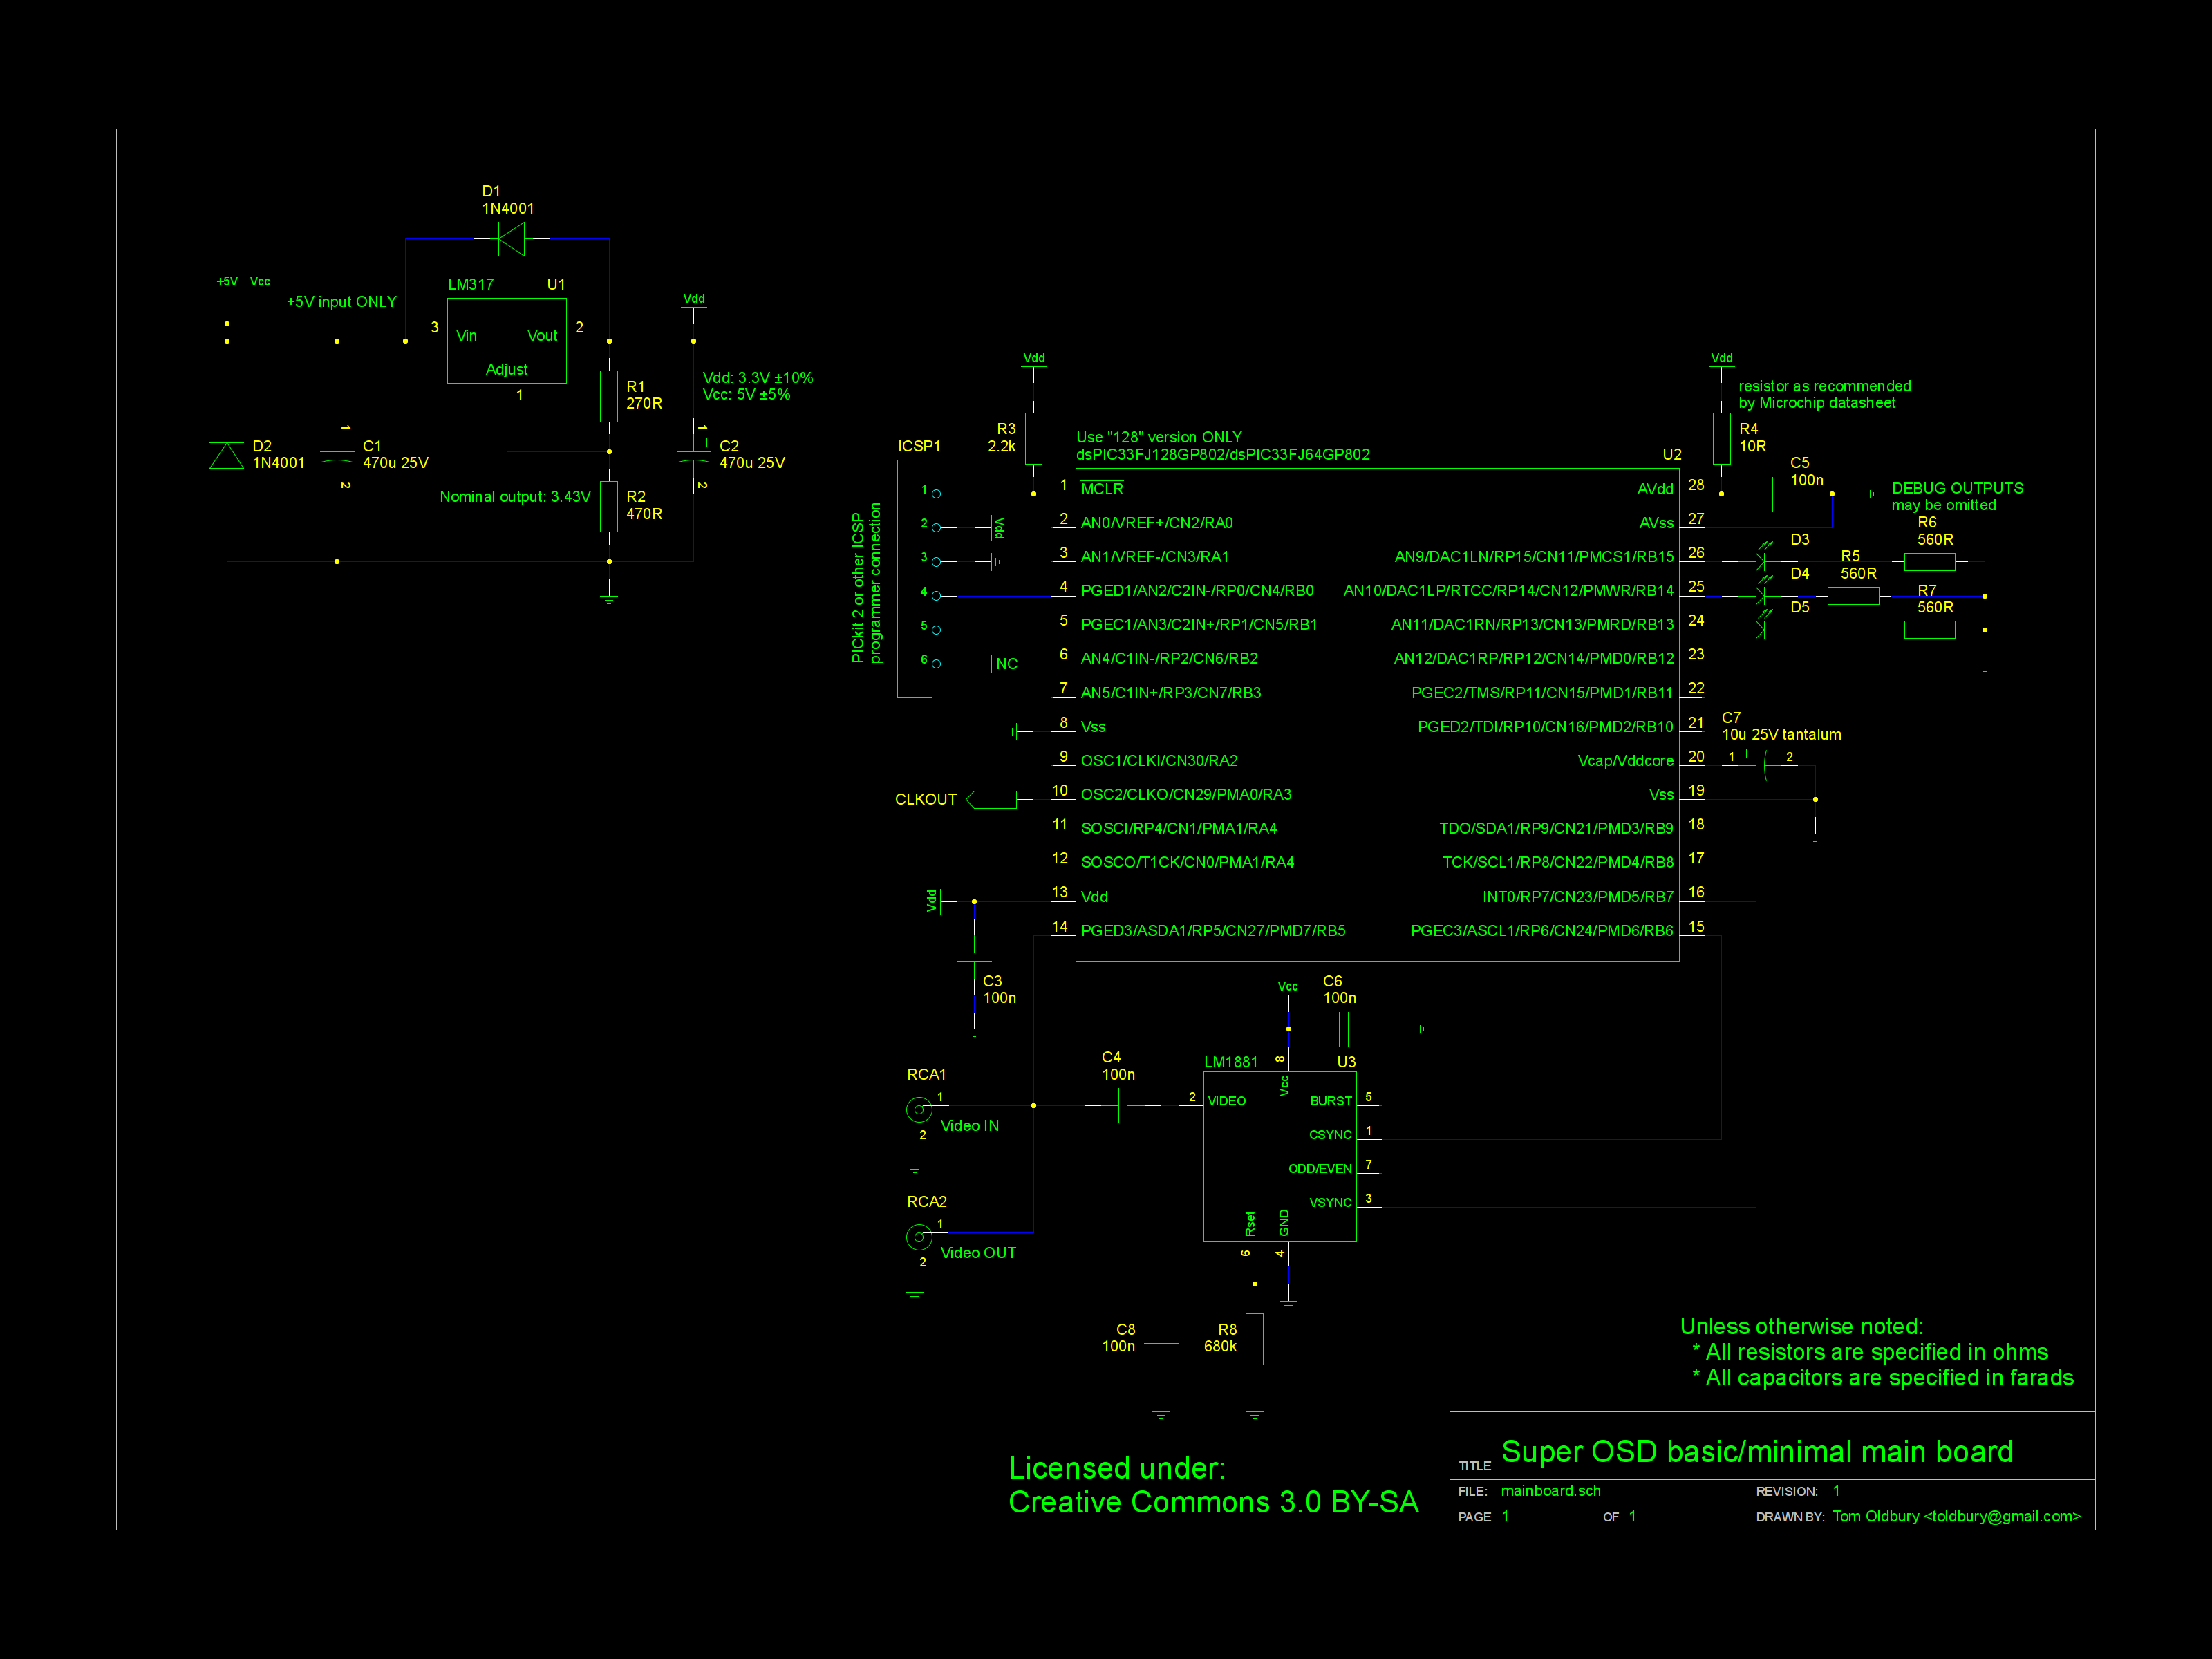 D1
1N4001
+5V
Vcc
+5V input ONLY
LM317
U1
3
Vin
Vout
2
Adjust
1
Vdd
Vdd: 3.3V ±10%
Vcc: 5V ±5%
R1
270R
D2
1N4001
1
+
C1
470u 25V
2
1
+
C2
470u 25V
2
Nominal output: 3.43V
R2
470R
Vdd
R3
2.2k
ICSP1
PICkit 2 or other ICSP
programmer connection
1
2
Vdd
3
4
5
6
NC
Use "128" version ONLY
dsPIC33FJ128GP802/dsPIC33FJ64GP802
U2
1
MCLR
2
AN0/VREF+/CN2/RA0
3
AN1/VREF-/CN3/RA1
4
PGED1/AN2/C2IN-/RP0/CN4/RB0
5
PGEC1/AN3/C2IN+/RP1/CN5/RB1
6
AN4/C1IN-/RP2/CN6/RB2
7
AN5/C1IN+/RP3/CN7/RB3
8
Vss
9
OSC1/CLKI/CN30/RA2
CLKOUT
10
OSC2/CLKO/CN29/PMA0/RA3
11
SOSCI/RP4/CN1/PMA1/RA4
12
SOSCO/T1CK/CN0/PMA1/RA4
Vdd
13
Vdd
14
PGED3/ASDA1/RP5/CN27/PMD7/RB5
AVdd
28
AVss
27
AN9/DAC1LN/RP15/CN11/PMCS1/RB15
26
AN10/DAC1LP/RTCC/RP14/CN12/PMWR/RB14
25
AN11/DAC1RN/RP13/CN13/PMRD/RB13
24
AN12/DAC1RP/RP12/CN14/PMD0/RB12
23
PGEC2/TMS/RP11/CN15/PMD1/RB11
22
PGED2/TDI/RP10/CN16/PMD2/RB10
21
Vcap/Vddcore
20
Vss
19
TDO/SDA1/RP9/CN21/PMD3/RB9
18
TCK/SCL1/RP8/CN22/PMD4/RB8
17
INT0/RP7/CN23/PMD5/RB7
16
PGEC3/ASCL1/RP6/CN24/PMD6/RB6
15
Vdd
resistor as recommended
by Microchip datasheet
R4
10R
C5
100n
DEBUG OUTPUTS
may be omitted
R6
560R
D3
R5
560R
D4
R7
560R
D5
C7
10u 25V tantalum
1
+
2
C3
100n
Vcc
C6
100n
C4
100n
LM1881
U3
8
Vcc
2
VIDEO
BURST
5
CSYNC
1
ODD/EVEN
7
VSYNC
3
Rset
GND
6
4
RCA1
1
Video IN
2
RCA2
1
Video OUT
2
C8
100n
R8
680k
Unless otherwise noted:
* All resistors are specified in ohms
* All capacitors are specified in farads
Licensed under:
Creative Commons 3.0 BY-SA
TITLE
Super OSD basic/minimal main board
FILE: mainboard.sch
REVISION: 1
PAGE 1 OF 1
DRAWN BY: Tom Oldbury <toldbury@gmail.com>